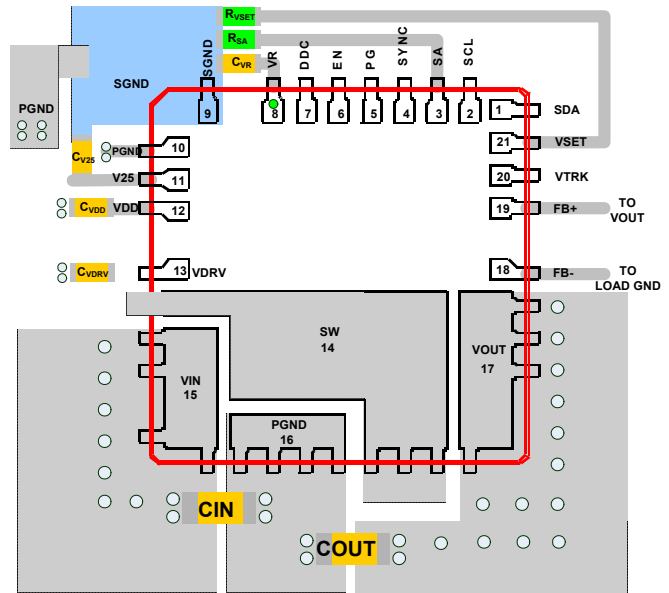 RVSET
RSA
CVR
SGND
VR
DDC
EN
PG
SYNC
SA
SCL
SGND
PGND
9
8
7
6
5
4
3
2
1
SDA
21
VSET
20
VTRK
19
FB+
TO
VOUT
18
FB-
TO
LOAD GND
CV25
PGND
10
V25
11
CVDD
VDD
12
CVDRV
13
VDRV
SW
14
VOUT
17
VIN
15
PGND
16
CIN
COUT